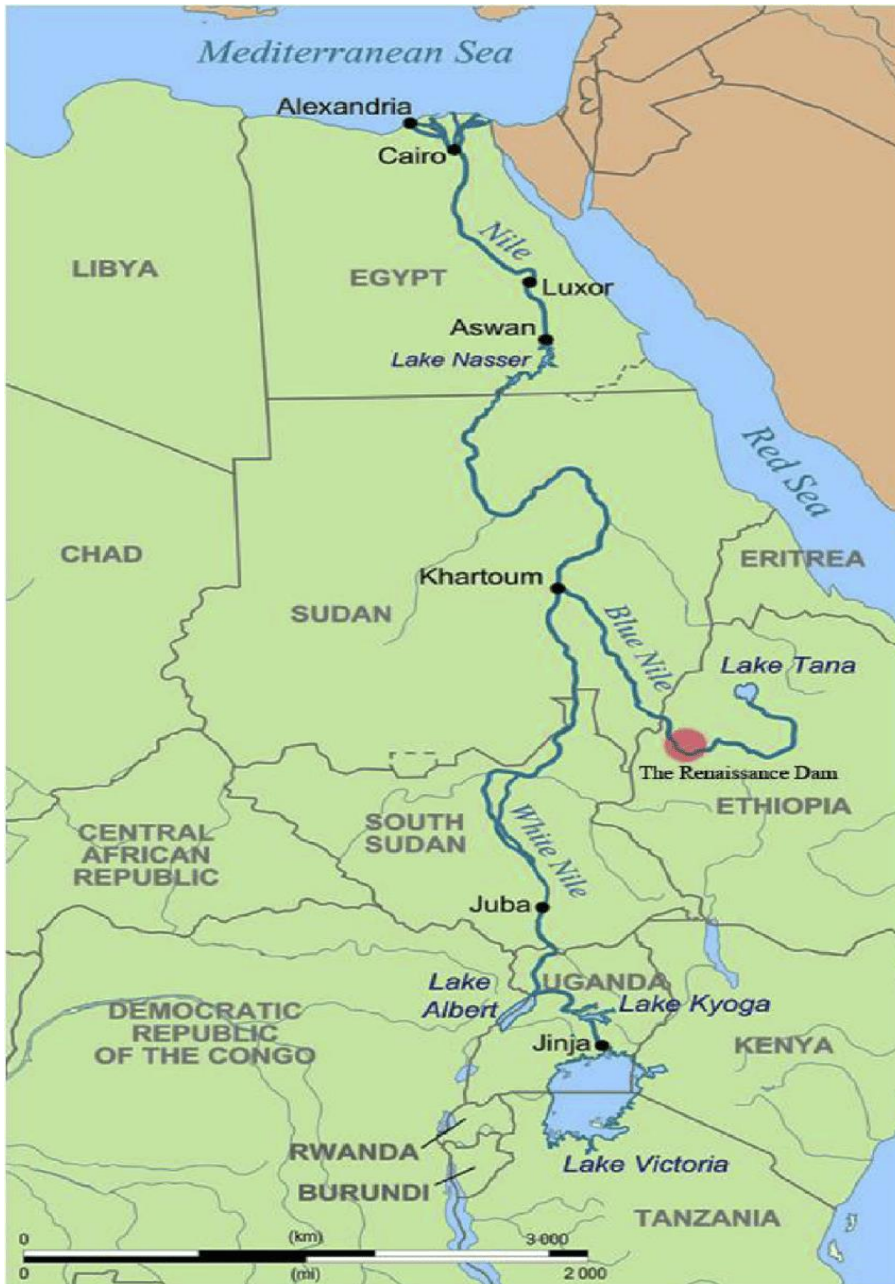 Mediterranean Sea
Alexandria
Cairo
Nile
LIBYA
EGYPT
Luxor
Aswan
Lake Nasser
Red Sea
CHAD
ERITREA
Khartoum
SUDAN
Blue Nile
Lake Tana
The Renaissance Dam
ETHIOPIA
CENTRAL
AFRICAN
REPUBLIC
SOUTH
SUDAN
White Nile
Juba
Lake
Albert
UGANDA
Lake Kyoga
DEMOCRATIC
REPUBLIC
OF THE CONGO
Jinja
KENYA
RWANDA
Lake Victoria
BURUNDI
TANZANIA
0 (km) 3 000
0 (mi) 2 000